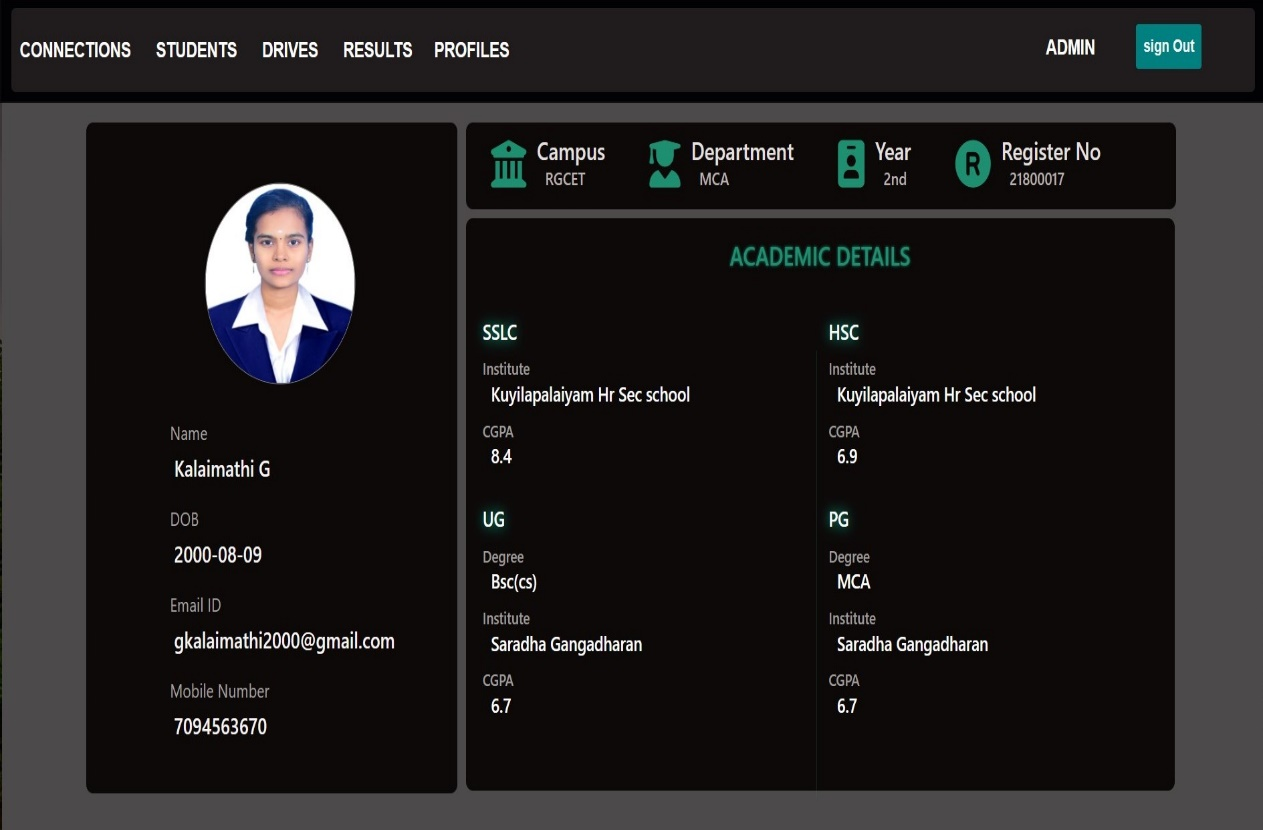 CONNECTIONS STUDENTS DRIVES RESULTS PROFILES ADMIN sign Out
Name
Kalaimathi G
DOB
2000-08-09
Email ID
gkalaimathi2000@gmail.com
Mobile Number
7094563670
Campus
RGCET
Department
MCA
Year
2nd
R
Register No
21800017
ACADEMIC DETAILS
SSLC
Institute
Kuyilapalaiyam Hr Sec school
CGPA
8.4
HSC
Institute
Kuyilapalaiyam Hr Sec school
CGPA
6.9
UG
Degree
Bsc(cs)
Institute
Saradha Gangadharan
CGPA
6.7
PG
Degree
MCA
Institute
Saradha Gangadharan
CGPA
6.7